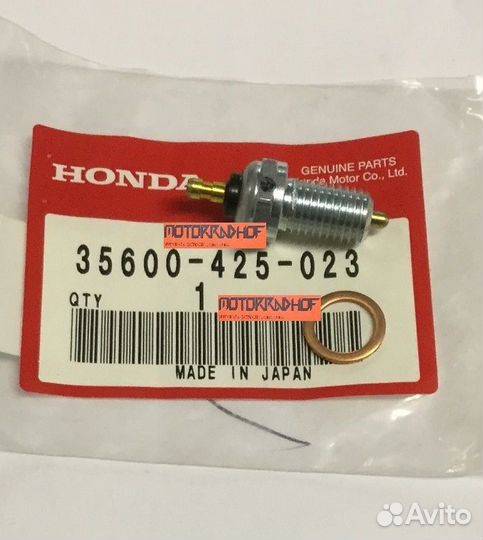 HONDA
GENUINE PARTS
Honda Motor Co., Ltd.
MOTORRADHOF
35600-425-023
QTY
1
MOTORRADHOF
MADE IN JAPAN
Avito